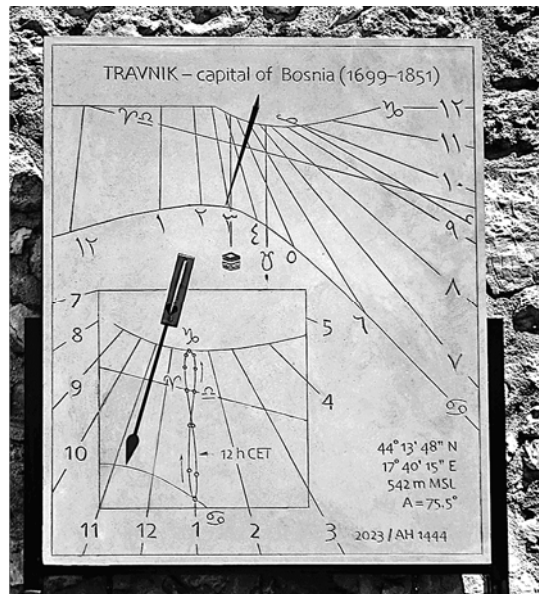 TRAVNIK – capital of Bosnia (1699–1851)
♈ ♎ ♑ ١٢
١١
١٠
٩
١٢ ١ ٢ ٣ ٤ ٥
٨
٦ ٧
♋
7 5
8 ♑
♈ ♎
9 4
10 12 h CET
♋
11 12 1 2 3
44° 13' 48" N
17° 40' 15" E
542 m MSL
A = 75.5°
2023 / AH 1444